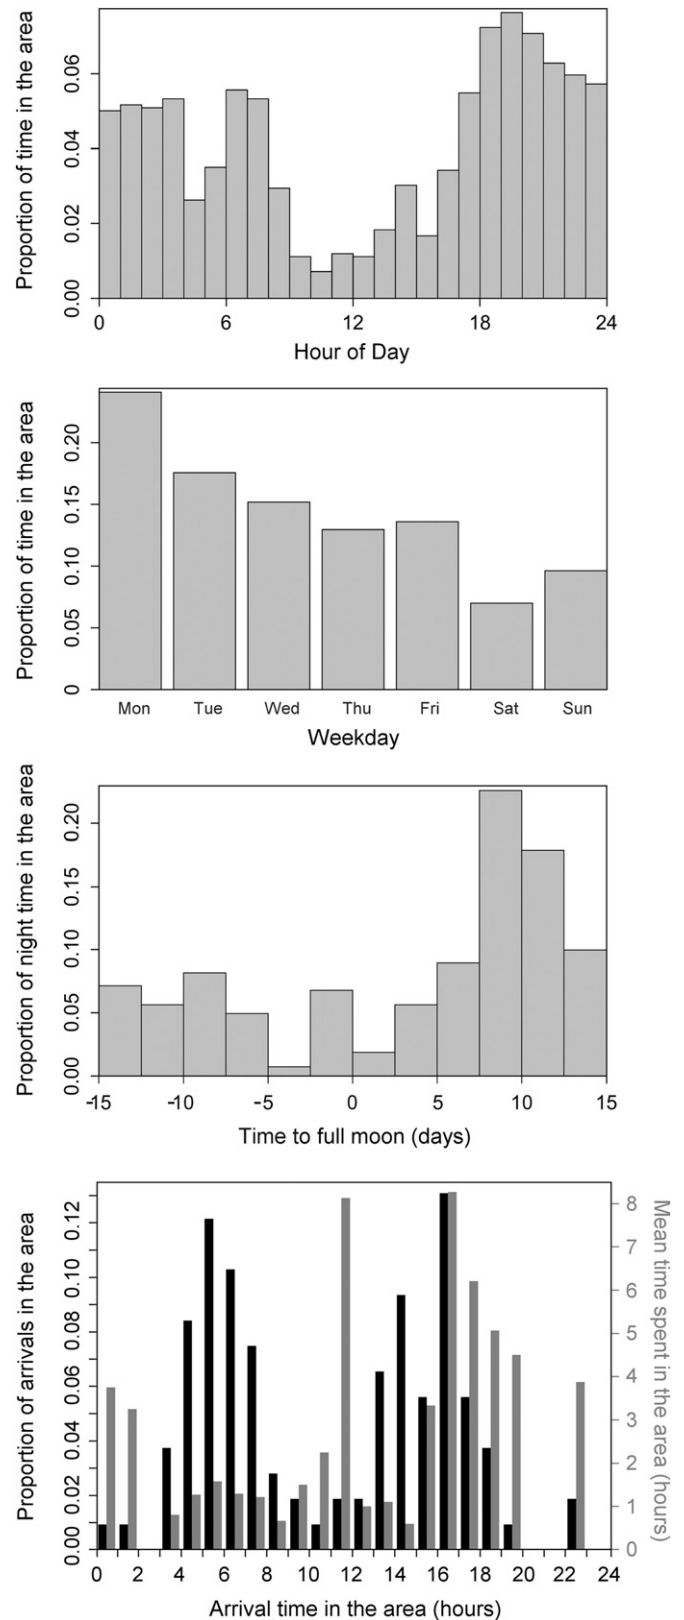 Proportion of time in the area
0.00 0.02 0.04 0.06
0 6 12 18 24
Hour of Day
Proportion of time in the area
0 0.05 0.10 0.15 0.20
Mon Tue Wed Thu Fri Sat Sun
Weekday
Proportion of night time in the area
0.00 0.05 0.10 0.15 0.20
-15 -10 -5 0 5 10 15
Time to full moon (days)
Proportion of arrivals in the area
0.00 0.02 0.04 0.06 0.08 0.10 0.12
0 1 2 3 4 5 6 7 8
Mean time spent in the area (hours)
0 2 4 6 8 10 12 14 16 18 20 22 24
Arrival time in the area (hours)